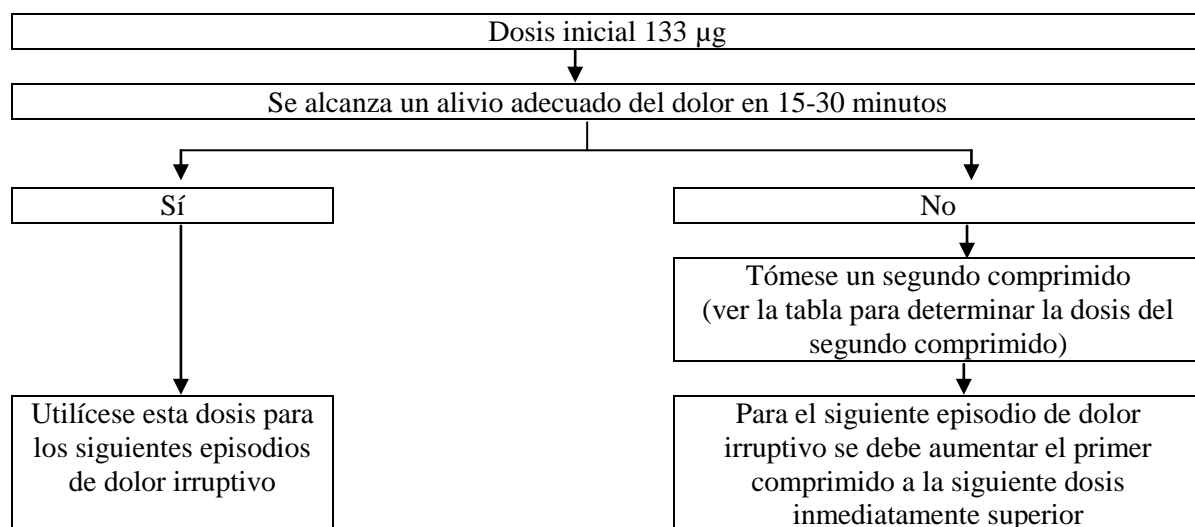 Dosis inicial 133 µg
Se alcanza un alivio adecuado del dolor en 15-30 minutos
Sí
No
Tómese un segundo comprimido
(ver la tabla para determinar la dosis del
segundo comprimido)
Utilícese esta dosis para
los siguientes episodios
de dolor irruptivo
Para el siguiente episodio de dolor
irruptivo se debe aumentar el primer
comprimido a la siguiente dosis
inmediatamente superior